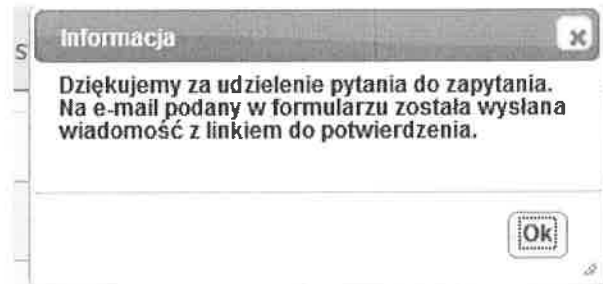 s
Informacja
x
Dziękujemy za udzielenie pytania do zapytania.
Na e-mail podany w formularzu została wysłana
wiadomość z linkiem do potwierdzenia.
Ok